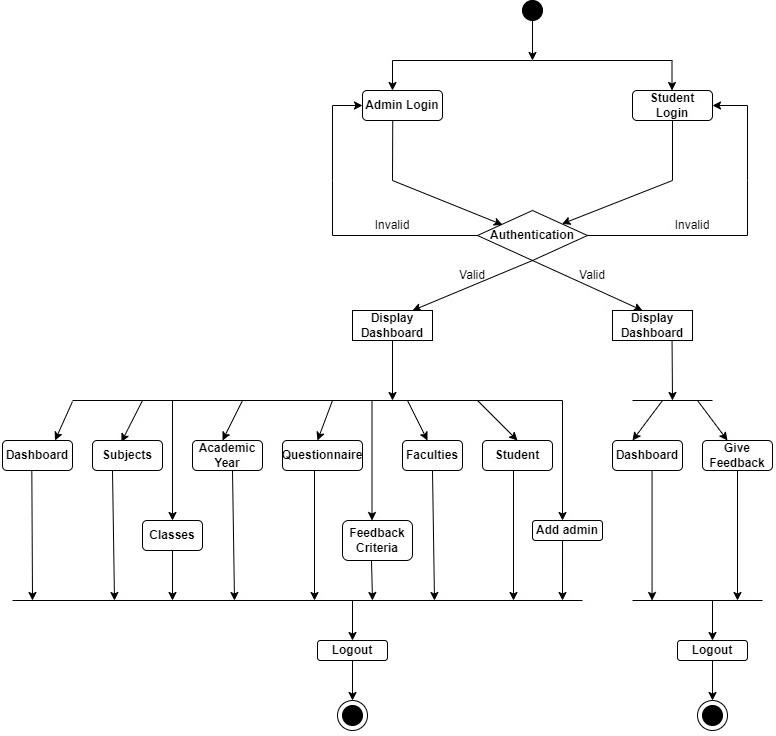 Admin Login
Student
Login
Invalid
Authentication
Invalid
Valid
Valid
Display
Dashboard
Display
Dashboard
Dashboard
Subjects
Academic
Year
Questionnaire
Faculties
Student
Dashboard
Give
Feedback
Classes
Feedback
Criteria
Add admin
Logout
Logout